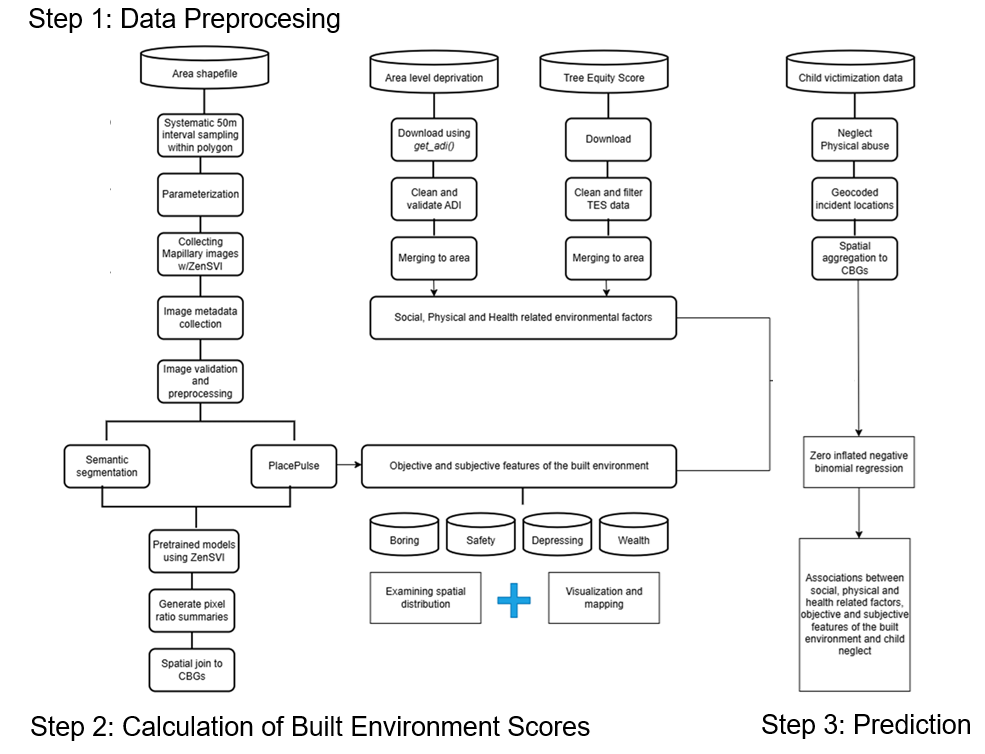 Step 1: Data Preprocesing
Area shapefile
Area level deprivation
Tree Equity Score
Child victimization data
Systematic 50m
interval sampling
within polygon
Download using
get_adi()
Download
Neglect
Physical abuse
Parameterization
Clean and
validate ADI
Clean and filter
TES data
Geocoded
incident locations
Collecting
Mapillary images
w/ZenSVI
Merging to area
Merging to area
Spatial
aggregation to
CBGs
Image metadata
collection
Social, Physical and Health related environmental factors
Image validation
and
preprocessing
Semantic
segmentation
PlacePulse
Objective and subjective features of the built environment
Zero inflated negative
binomial regression
Boring
Safety
Depressing
Wealth
Pretrained models
using ZenSVI
Examining spatial
distribution
Visualization and
mapping
Generate pixel
ratio summaries
Spatial join to
CBGs
Associations between
social, physical and
health related factors,
objective and subjective
features of the built
environment and child
neglect
Step 2: Calculation of Built Environment Scores
Step 3: Prediction